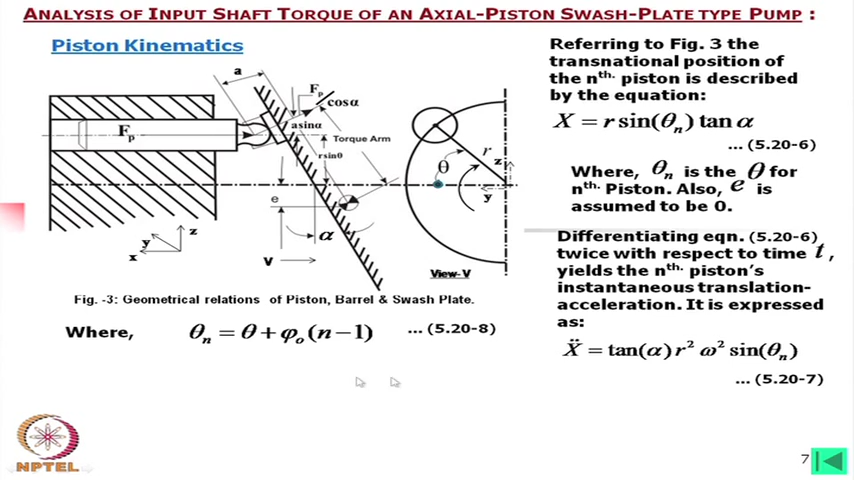 ANALYSIS OF INPUT SHAFT TORQUE OF AN AXIAL-PISTON SWASH-PLATE TYPE PUMP :
Piston Kinematics
a
Fp
cosα
Fp
asinα
Torque Arm
rsinθ
e
α
V
y
z
x
r
θ
z
y
View-V
Fig. -3: Geometrical relations of Piston, Barrel & Swash Plate.
Where, θn = θ + φo (n − 1) ... (5.20-8)
Referring to Fig. 3 the
transnational position of
the nth. piston is described
by the equation:
X = r sin(θn) tan α
... (5.20-6)
Where, θn is the θ for
nth. Piston. Also, e is
assumed to be 0.
Differentiating eqn. (5.20-6)
twice with respect to time t ,
yields the nth. piston's
instantaneous translation-
acceleration. It is expressed
as:
Ẍ = tan(α) r² ω² sin(θn)
... (5.20-7)
NPTEL
7